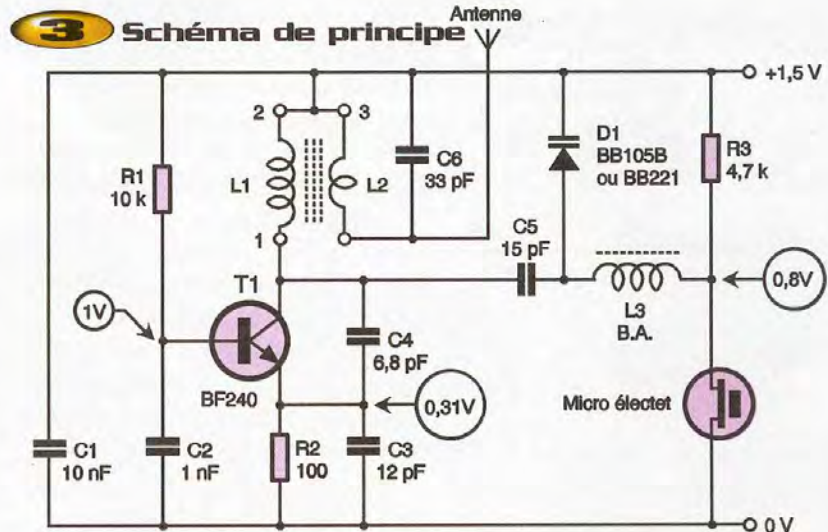 3 Schéma de principe
Antenne
+1,5 V
2
3
D1
BB105B
ou BB221
R3
4,7 k
R1
10 k
C6
33 pF
L1
L2
C5
15 pF
1
T1
0,8V
1V
L3
B.A.
C4
6,8 pF
BF240
0,31V
Micro électet
C1
10 nF
C2
1 nF
R2
100
C3
12 pF
0 V